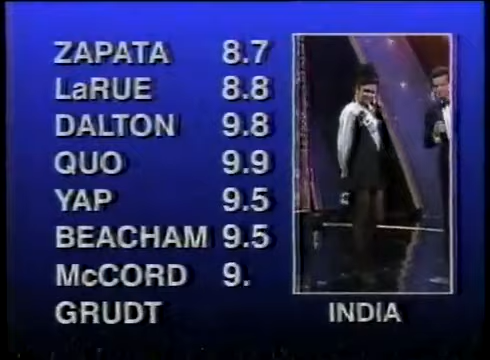 ZAPATA 8.7
LaRUE 8.8
DALTON 9.8
QUO 9.9
YAP 9.5
BEACHAM 9.5
McCORD 9.
GRUDT
INDIA